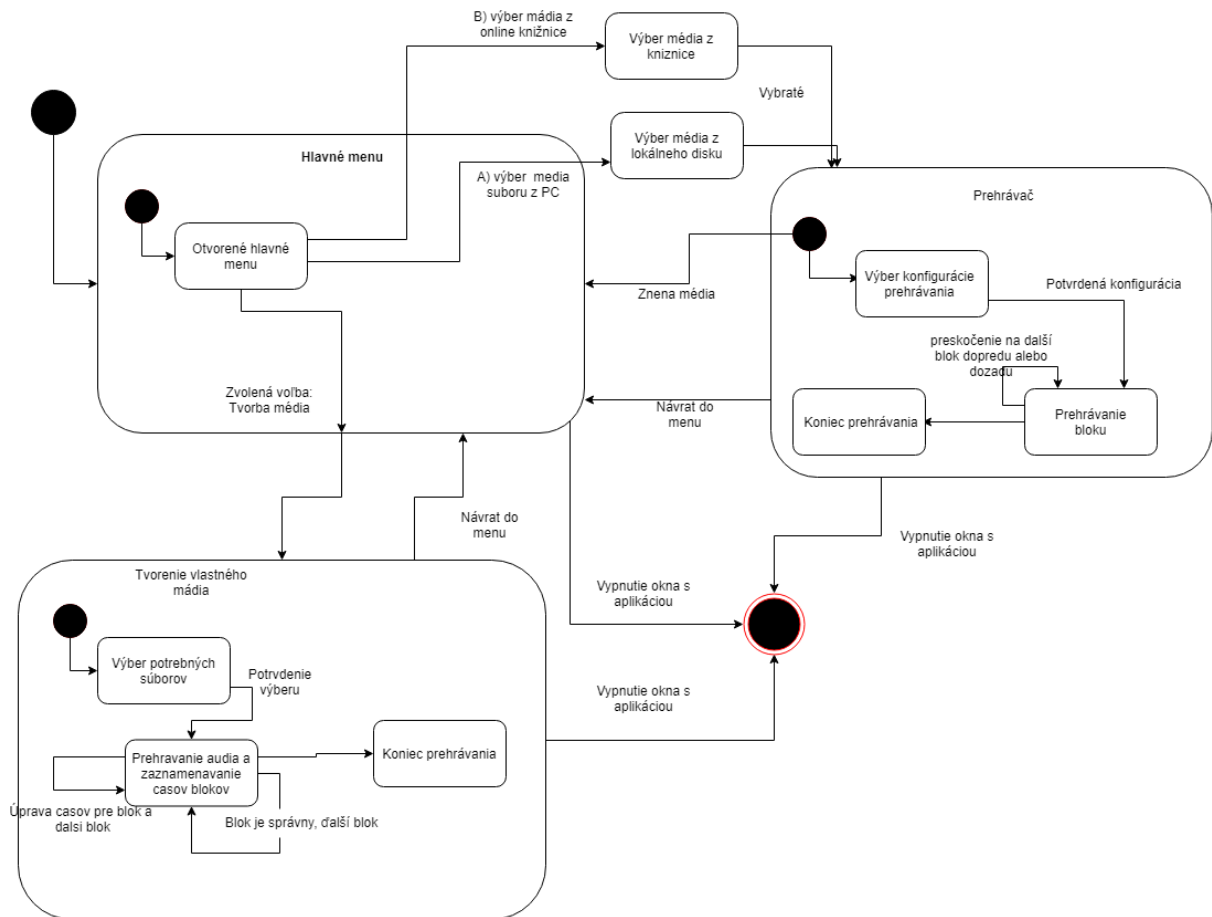 B) výber mádia z
online knižnice
Výber média z
kniznice
Vybraté
Výber média z
lokálneho disku
Hlavné menu
A) výber media
suboru z PC
Otvorené hlavné
menu
Zvolená voľba:
Tvorba média
Prehrávač
Znena média
Výber konfigurácie
prehrávania
Potvrdená konfigurácia
preskočenie na další
blok dopredu alebo
dozadu
Prehrávanie
bloku
Koniec prehrávania
Návrat do
menu
Návrat do
menu
Vypnutie okna s
aplikáciou
Vypnutie okna s
aplikáciou
Vypnutie okna s
aplikáciou
Tvorenie vlastného
mádia
Výber potrebných
súborov
Potrvdenie
výberu
Prehravanie audia a
zaznamenavanie
casov blokov
Koniec prehrávania
Úprava casov pre blok a
dalsi blok
Blok je správny, ďalší blok